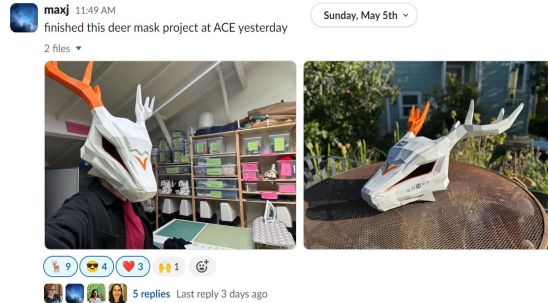 maxj 11:49 AM
Sunday, May 5th
finished this deer mask project at ACE yesterday
2 files
9 4 3 1
5 replies Last reply 3 days ago